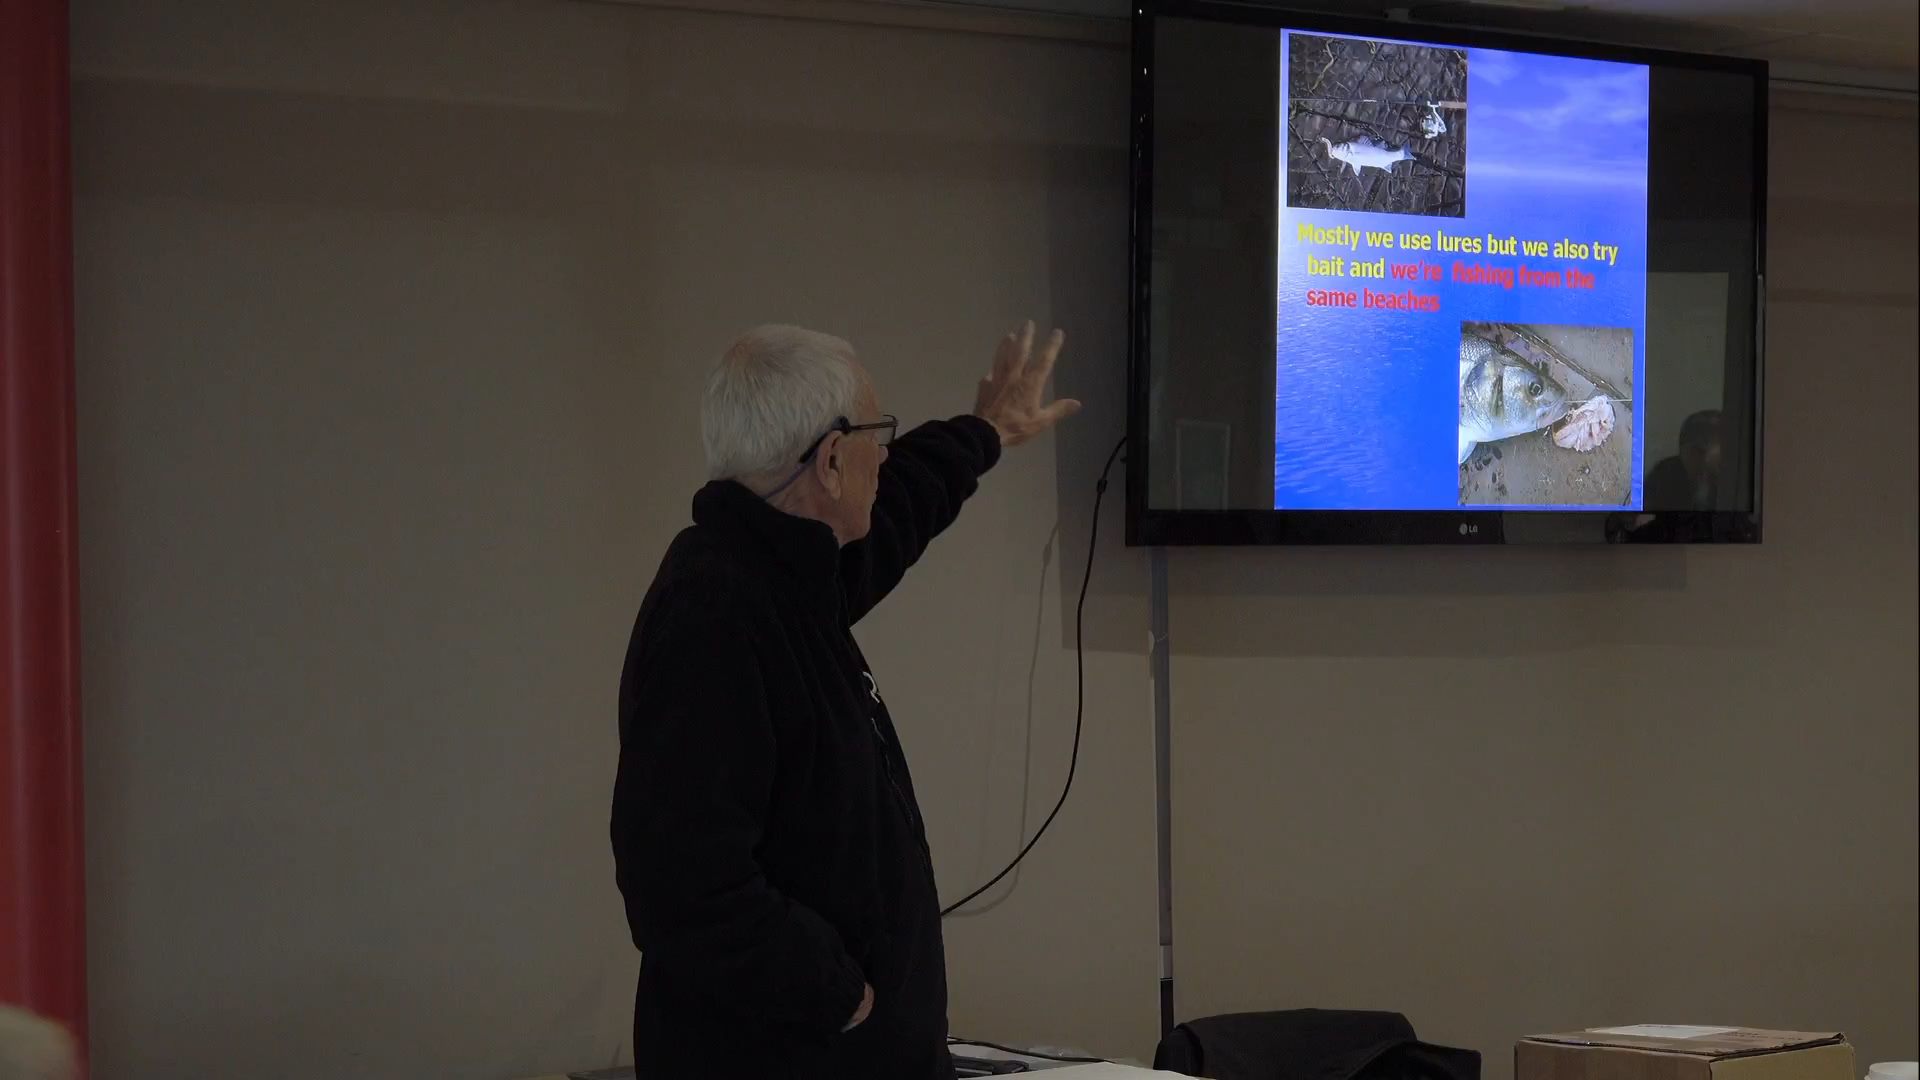 Mostly we use lures but we also try
bait and we're fishing from the
same beaches
LG